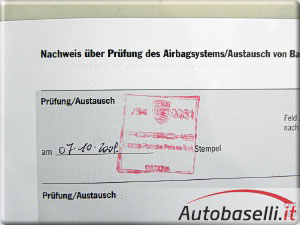 Nachweis über Prüfung des Airbagsystems/Austausch von Ba
Prüfung/Austausch
Feld
nach
am 07.10.2008 Stempel
Prüfung/Austausch
Autobaselli.it